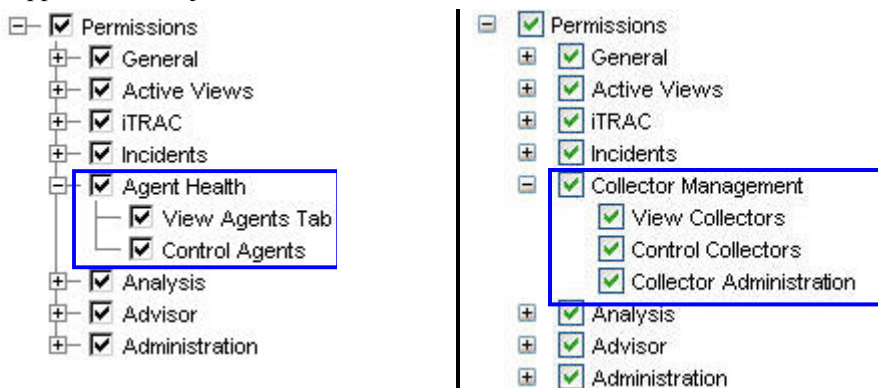 Permissions
General
Active Views
iTRAC
Incidents
Agent Health
View Agents Tab
Control Agents
Analysis
Advisor
Administration
Permissions
General
Active Views
iTRAC
Incidents
Collector Management
View Collectors
Control Collectors
Collector Administration
Analysis
Advisor
Administration